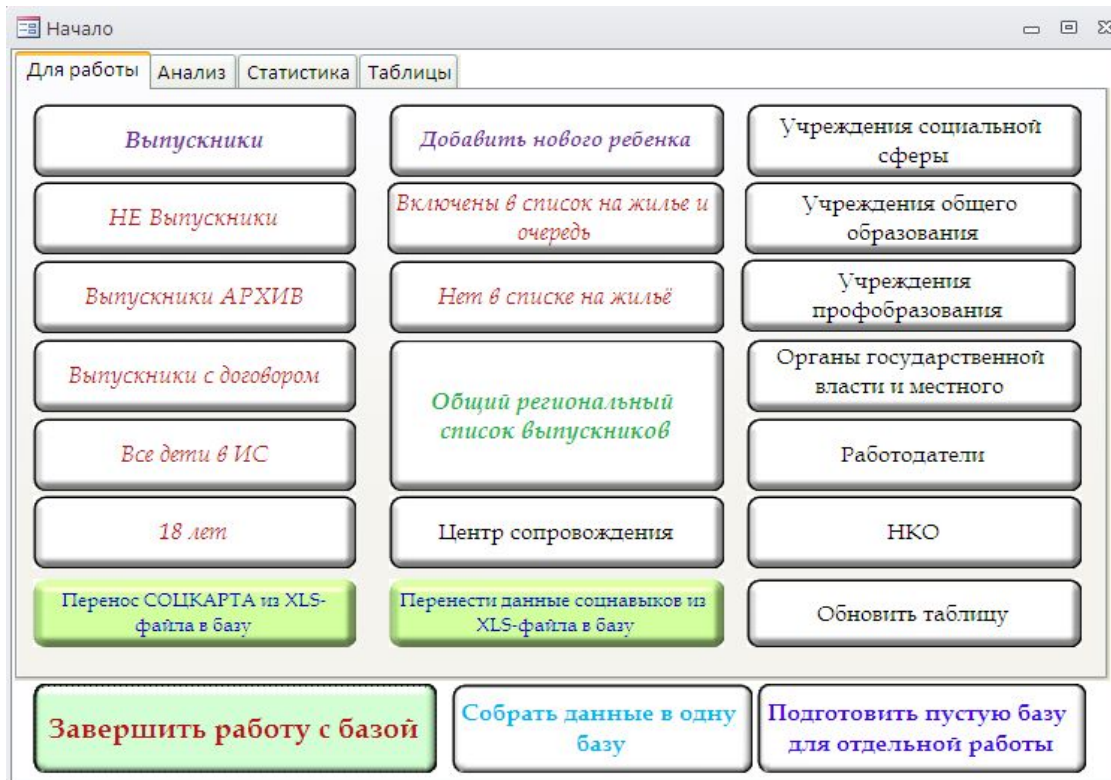 Начало
Для работы
Анализ
Статистика
Таблицы
Выпускники
Добавить нового ребенка
Учреждения социальной
сферы
НЕ Выпускники
Включены в список на жилье и
очередь
Учреждения общего
образования
Выпускники АРХИВ
Нет в списке на жильё
Учреждения
профобразования
Выпускники с договором
Общий региональный
список выпускников
Органы государственной
власти и местного
Все дети в ИС
Работодатели
18 лет
Центр сопровождения
НКО
Перенос СОЦКАРТА из XLS-
файла в базу
Перенести данные соцнавыков из
XLS-файла в базу
Обновить таблицу
Завершить работу с базой
Собрать данные в одну
базу
Подготовить пустую базу
для отдельной работы